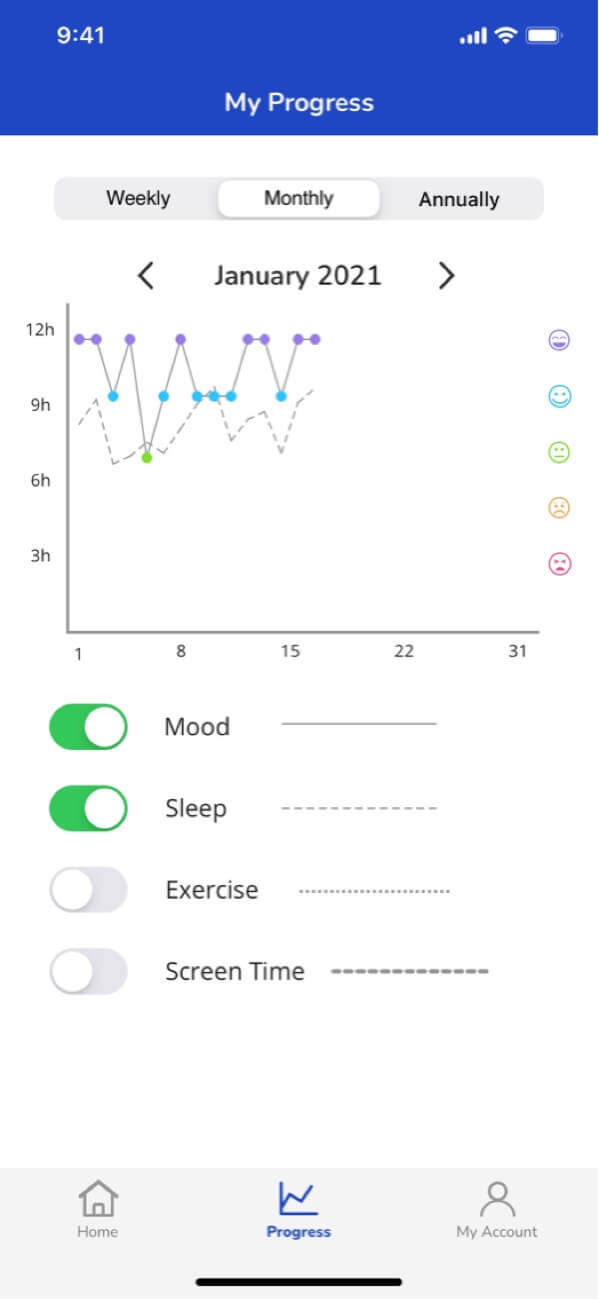 9:41
My Progress
Weekly Monthly Annually
January 2021
12h
9h
6h
3h
1 8 15 22 31
Mood
Sleep
Exercise
Screen Time
Home Progress My Account